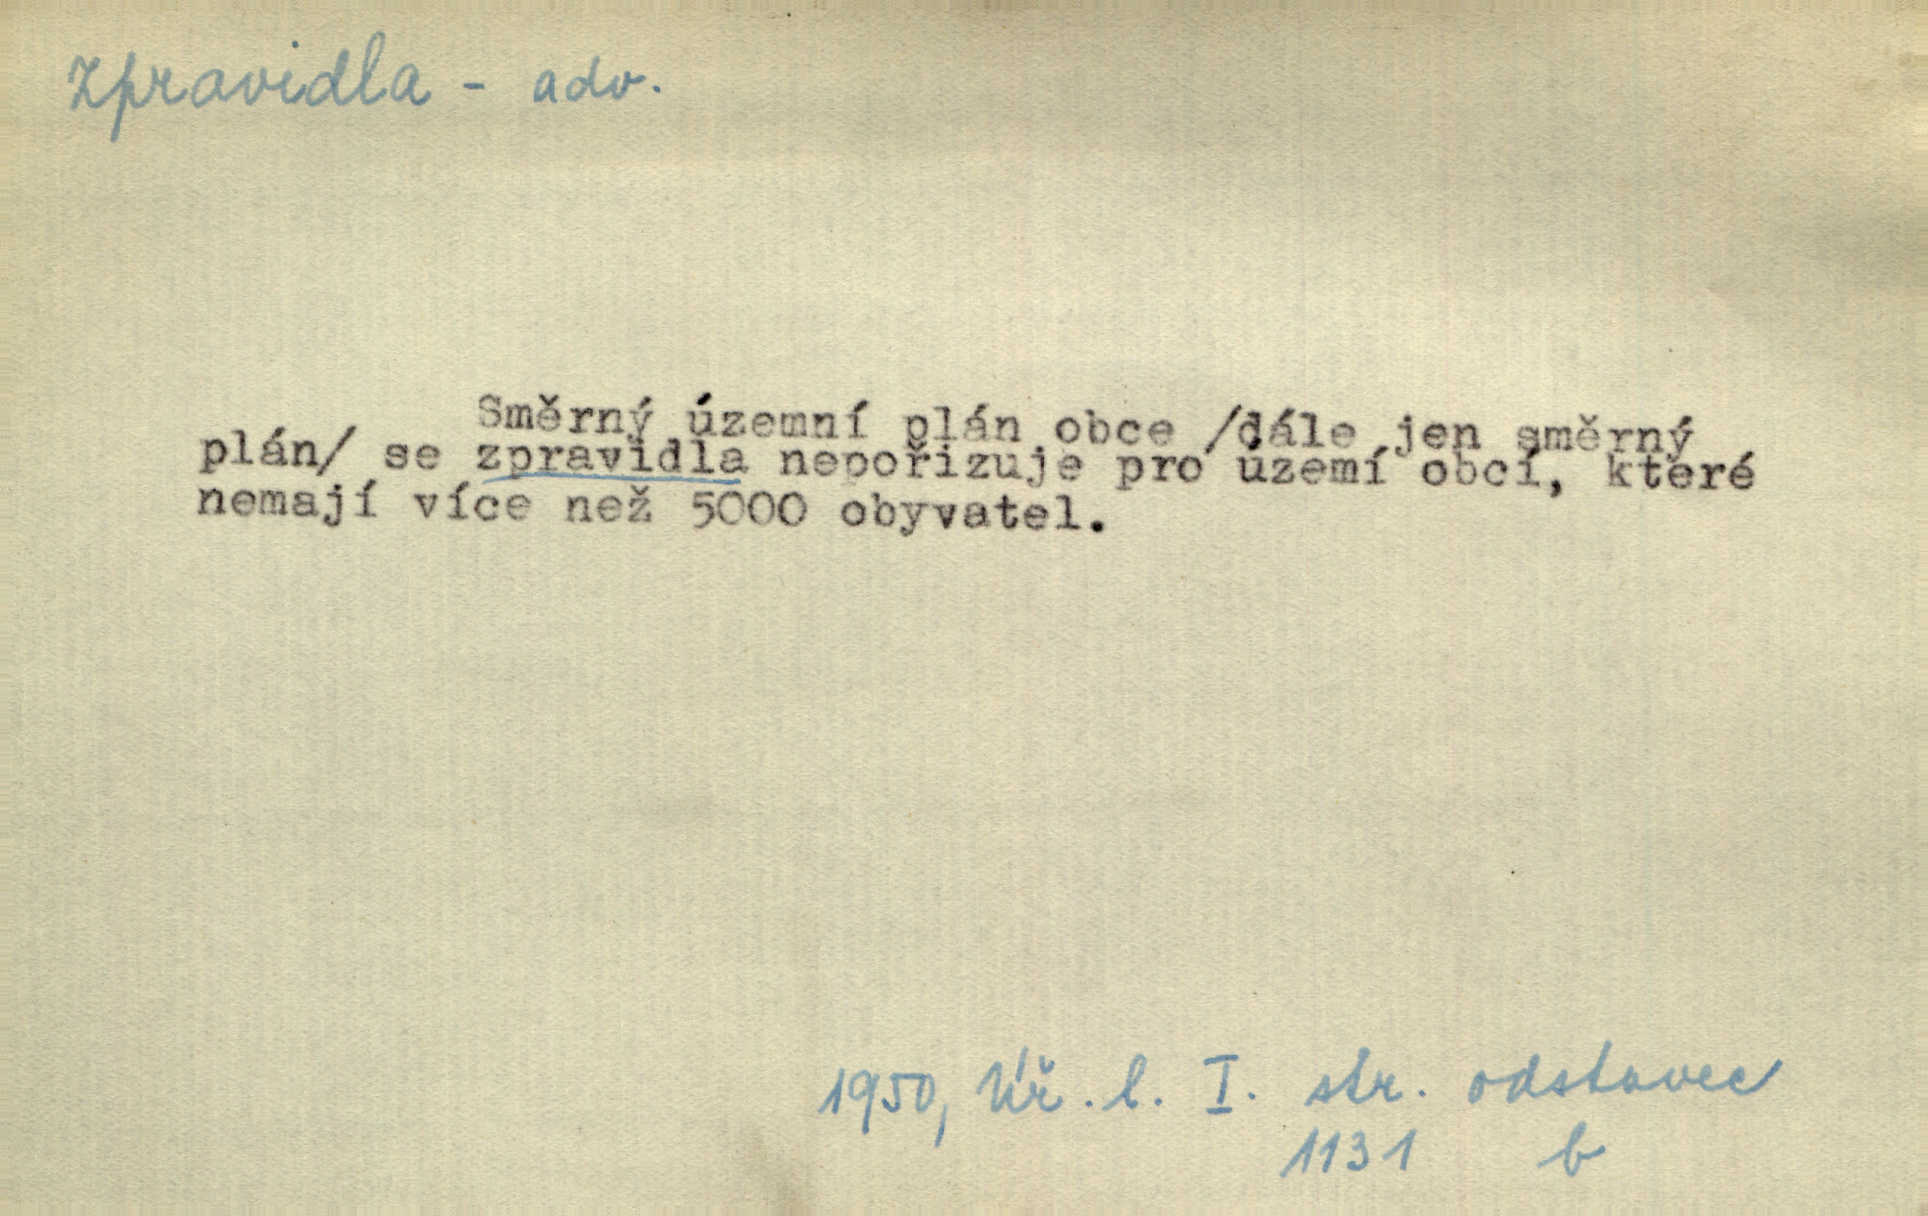 zpravidla - adv.
Směrný územní plán obce /dále jen směrný
plán/ se zpravidla nepořizuje pro území obcí, které
nemají více než 5000 obyvatel.
1950, Úř. l. I. str. odstavec
1131 b